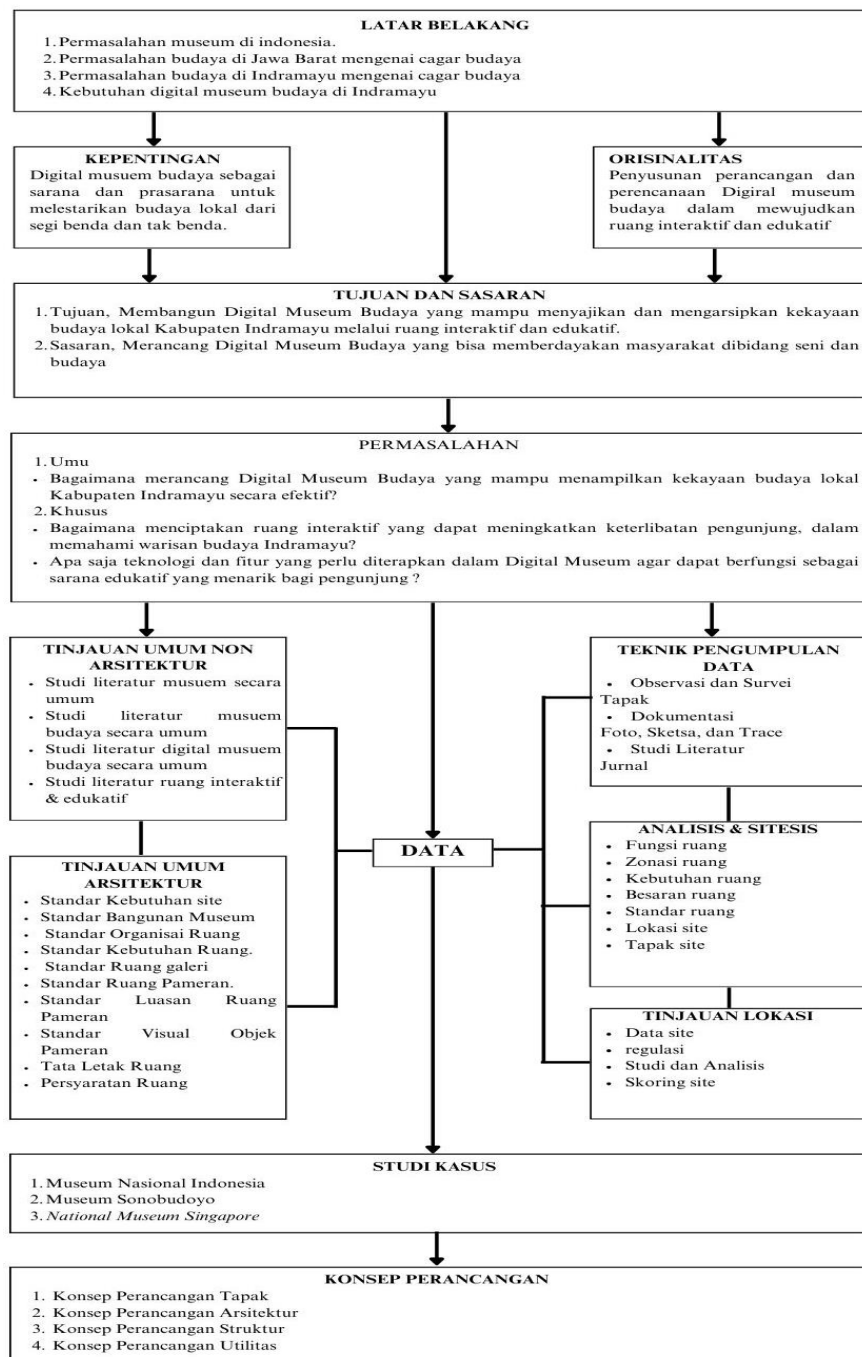 LATAR BELAKANG
1. Permasalahan museum di indonesia.
2. Permasalahan budaya di Jawa Barat mengenai cagar budaya
3. Permasalahan budaya di Indramayu mengenai cagar budaya
4. Kebutuhan digital museum budaya di Indramayu
KEPENTINGAN
Digital musuem budaya sebagai
sarana dan prasarana untuk
melestarikan budaya lokal dari
segi benda dan tak benda.
ORISINALITAS
Penyusunan perancangan dan
perencanaan Digiral museum
budaya dalam mewujudkan
ruang interaktif dan edukatif
TUJUAN DAN SASARAN
1. Tujuan, Membangun Digital Museum Budaya yang mampu menyajikan dan mengarsipkan kekayaan
budaya lokal Kabupaten Indramayu melalui ruang interaktif dan edukatif.
2. Sasaran, Merancang Digital Museum Budaya yang bisa memberdayakan masyarakat dibidang seni dan
budaya
PERMASALAHAN
1. Umu
• Bagaimana merancang Digital Museum Budaya yang mampu menampilkan kekayaan budaya lokal
Kabupaten Indramayu secara efektif?
2. Khusus
• Bagaimana menciptakan ruang interaktif yang dapat meningkatkan keterlibatan pengunjung, dalam
memahami warisan budaya Indramayu?
• Apa saja teknologi dan fitur yang perlu diterapkan dalam Digital Museum agar dapat berfungsi sebagai
sarana edukatif yang menarik bagi pengunjung ?
TINJAUAN UMUM NON
ARSITEKTUR
• Studi literatur musuem secara
umum
• Studi literatur musuem
budaya secara umum
• Studi literatur digital musuem
budaya secara umum
• Studi literatur ruang interaktif
& edukatif
TINJAUAN UMUM
ARSITEKTUR
• Standar Kebutuhan site
• Standar Bangunan Museum
• Standar Organisai Ruang
• Standar Kebutuhan Ruang.
• Standar Ruang galeri
• Standar Ruang Pameran.
• Standar Luasan Ruang
Pameran
• Standar Visual Objek
Pameran
• Tata Letak Ruang
• Persyaratan Ruang
DATA
TEKNIK PENGUMPULAN
DATA
• Observasi dan Survei
Tapak
• Dokumentasi
Foto, Sketsa, dan Trace
• Studi Literatur
Jurnal
ANALISIS & SITESIS
• Fungsi ruang
• Zonasi ruang
• Kebutuhan ruang
• Besaran ruang
• Standar ruang
• Lokasi site
• Tapak site
TINJAUAN LOKASI
• Data site
• regulasi
• Studi dan Analisis
• Skoring site
STUDI KASUS
1. Museum Nasional Indonesia
2. Museum Sonobudoyo
3. National Museum Singapore
KONSEP PERANCANGAN
1. Konsep Perancangan Tapak
2. Konsep Perancangan Arsitektur
3. Konsep Perancangan Struktur
4. Konsep Perancangan Utilitas